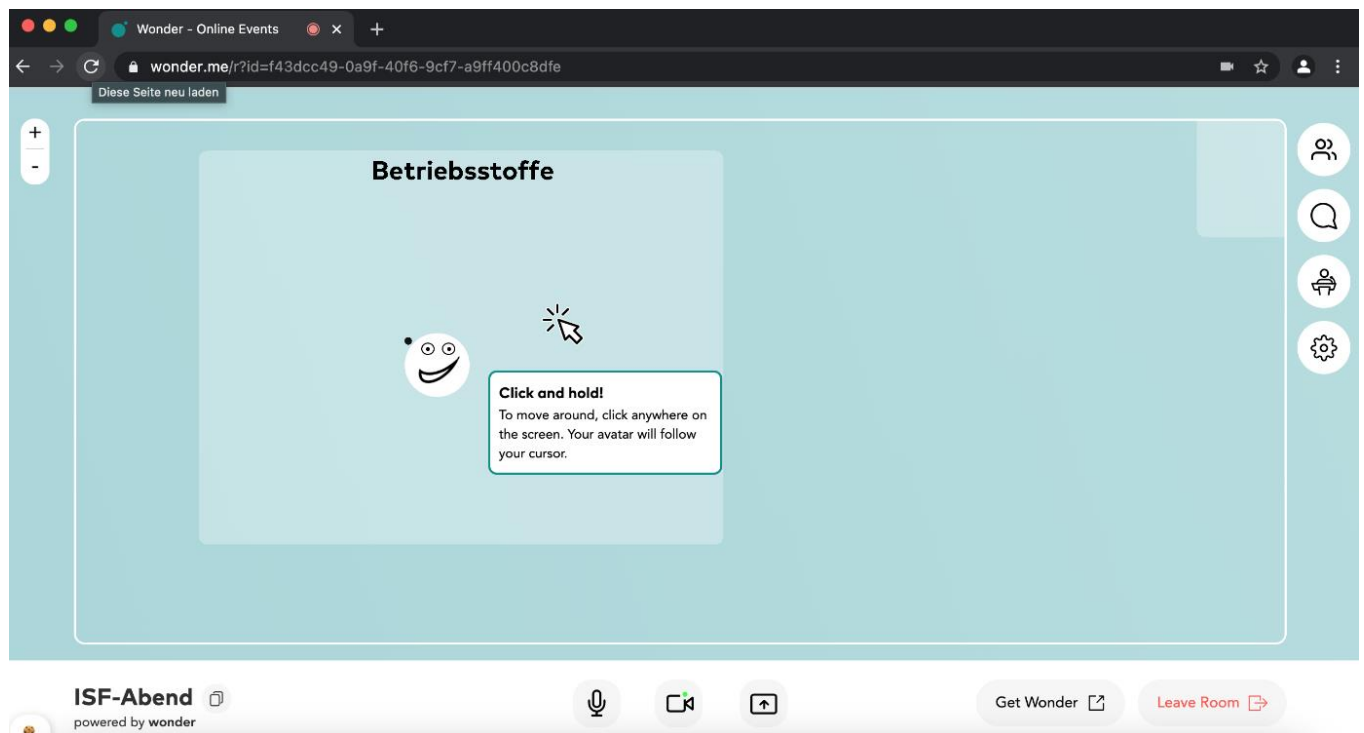 Wonder - Online Events
wonder.me/r?id=f43dcc49-0a9f-40f6-9cf7-a9ff400c8dfe
Diese Seite neu laden
+
-
Betriebsstoffe
Click and hold!
To move around, click anywhere on
the screen. Your avatar will follow
your cursor.
ISF-Abend
powered by wonder
Get Wonder
Leave Room